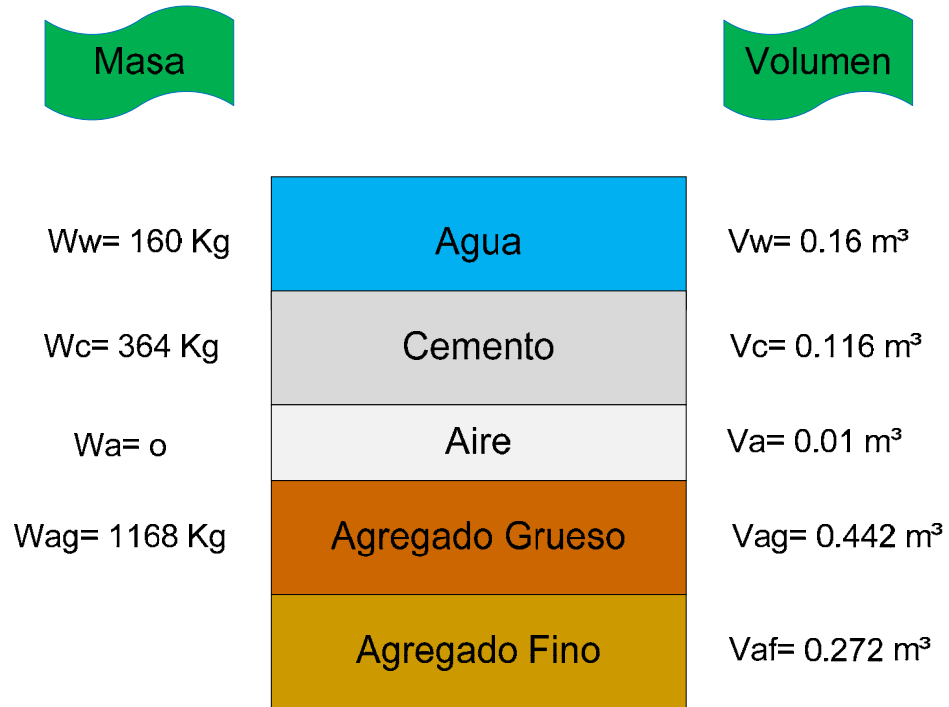 Masa
Volumen
Ww= 160 Kg
Agua
Vw= 0.16 m³
Wc= 364 Kg
Cemento
Vc= 0.116 m³
Wa= o
Aire
Va= 0.01 m³
Wag= 1168 Kg
Agregado Grueso
Vag= 0.442 m³
Agregado Fino
Vaf= 0.272 m³